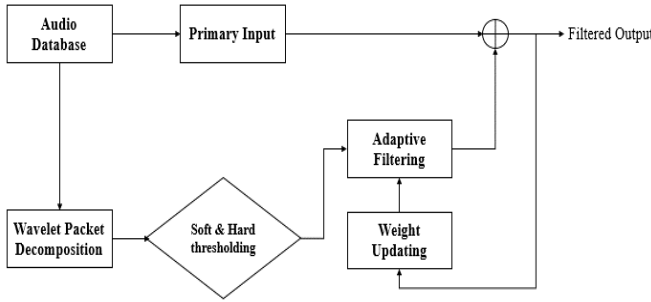 Audio
Database
Primary Input
Filtered Output
Adaptive
Filtering
Wavelet Packet
Decomposition
Soft & Hard
thresholding
Weight
Updating